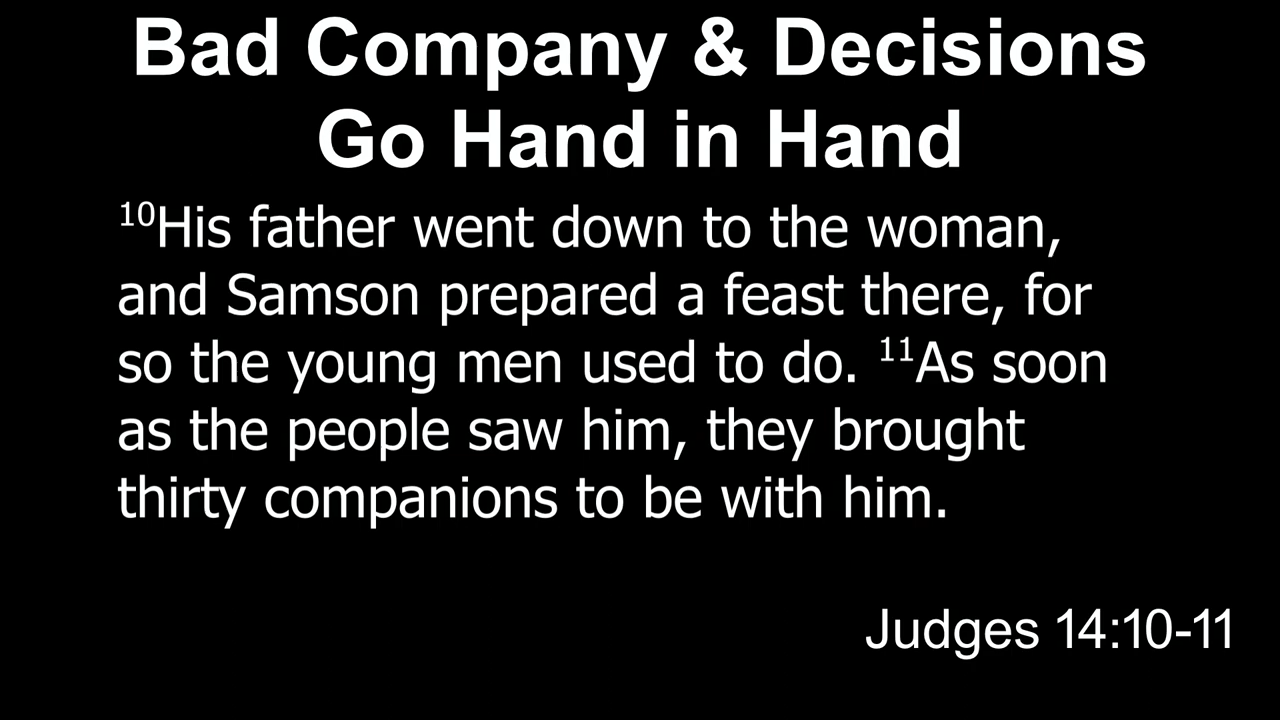 Bad Company & Decisions
Go Hand in Hand
10His father went down to the woman,
and Samson prepared a feast there, for
so the young men used to do. 11As soon
as the people saw him, they brought
thirty companions to be with him.
Judges 14:10-11